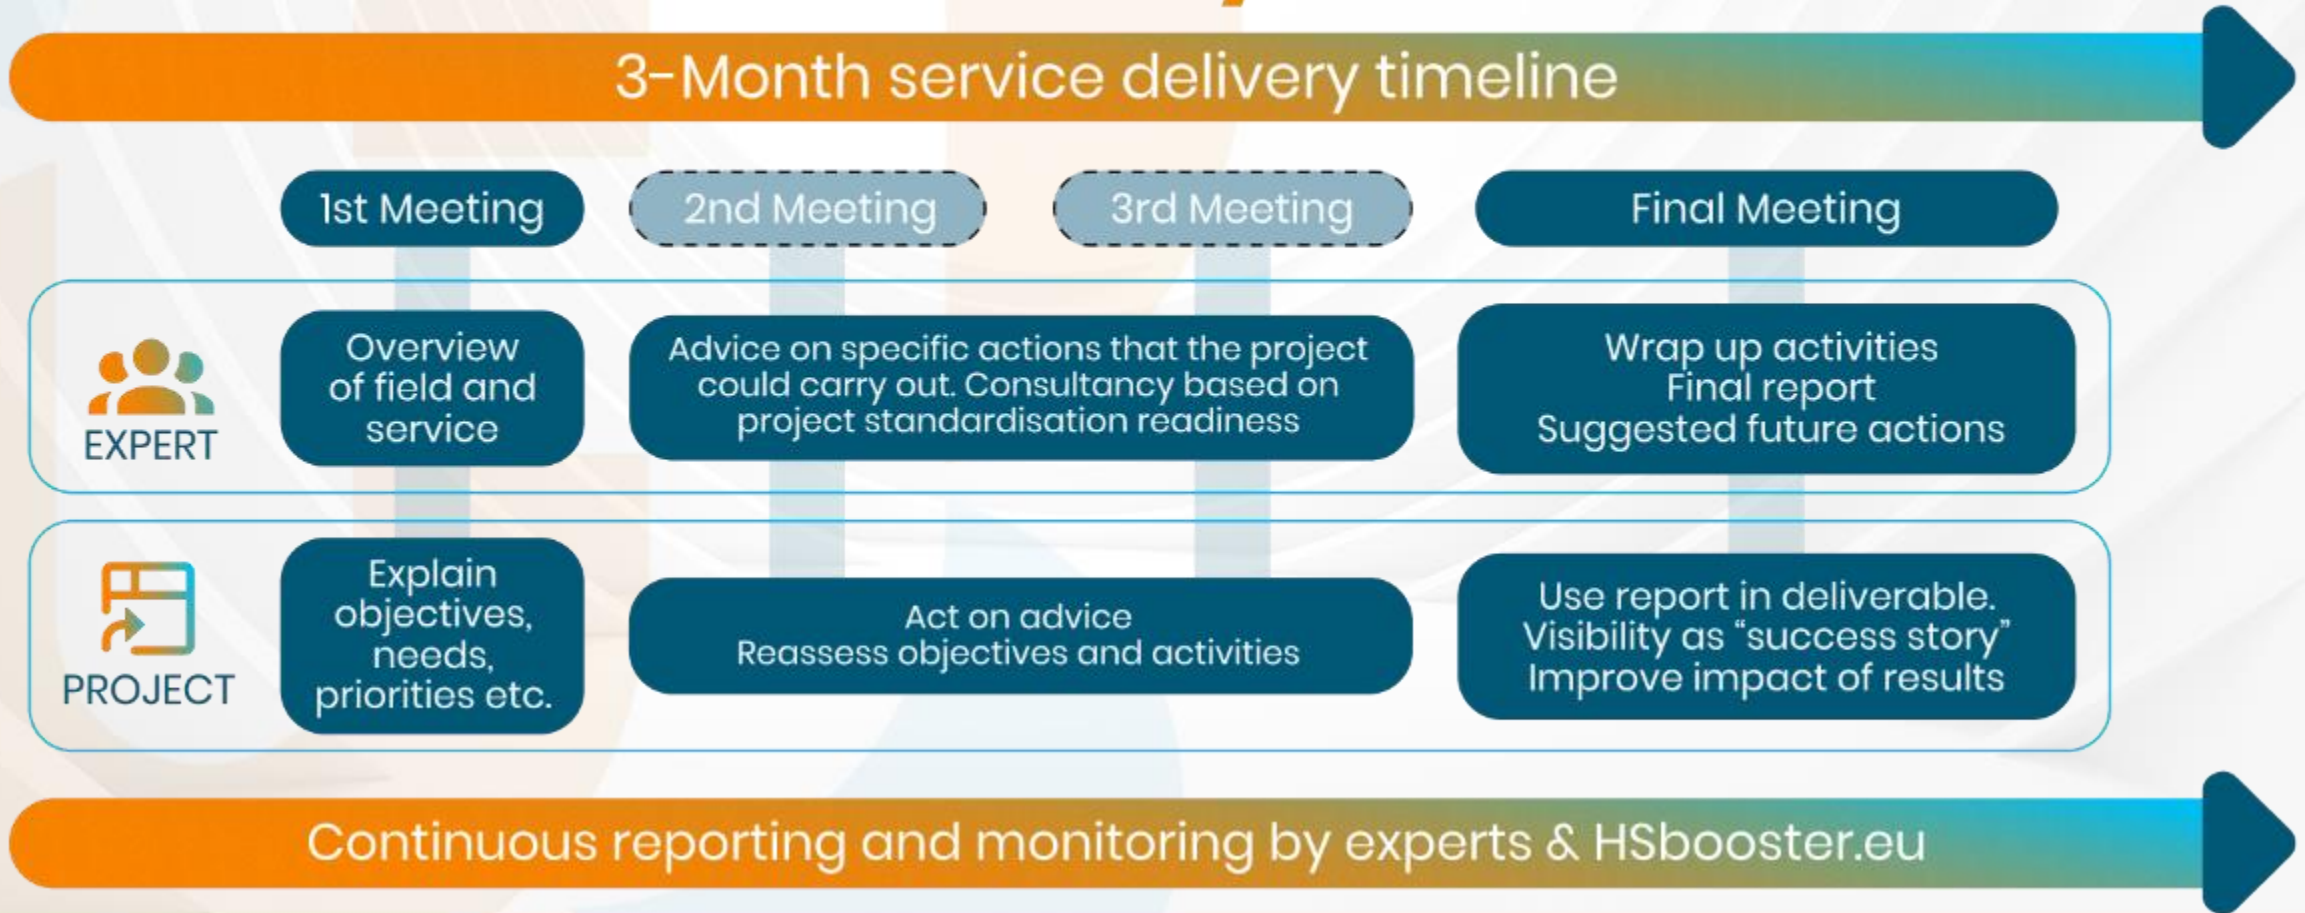 3-Month service delivery timeline
1st Meeting
2nd Meeting
3rd Meeting
Final Meeting
EXPERT
Overview
of field and
service
Advice on specific actions that the project
could carry out. Consultancy based on
project standardisation readiness
Wrap up activities
Final report
Suggested future actions
PROJECT
Explain
objectives,
needs,
priorities etc.
Act on advice
Reassess objectives and activities
Use report in deliverable.
Visibility as “success story”
Improve impact of results
Continuous reporting and monitoring by experts & HSbooster.eu